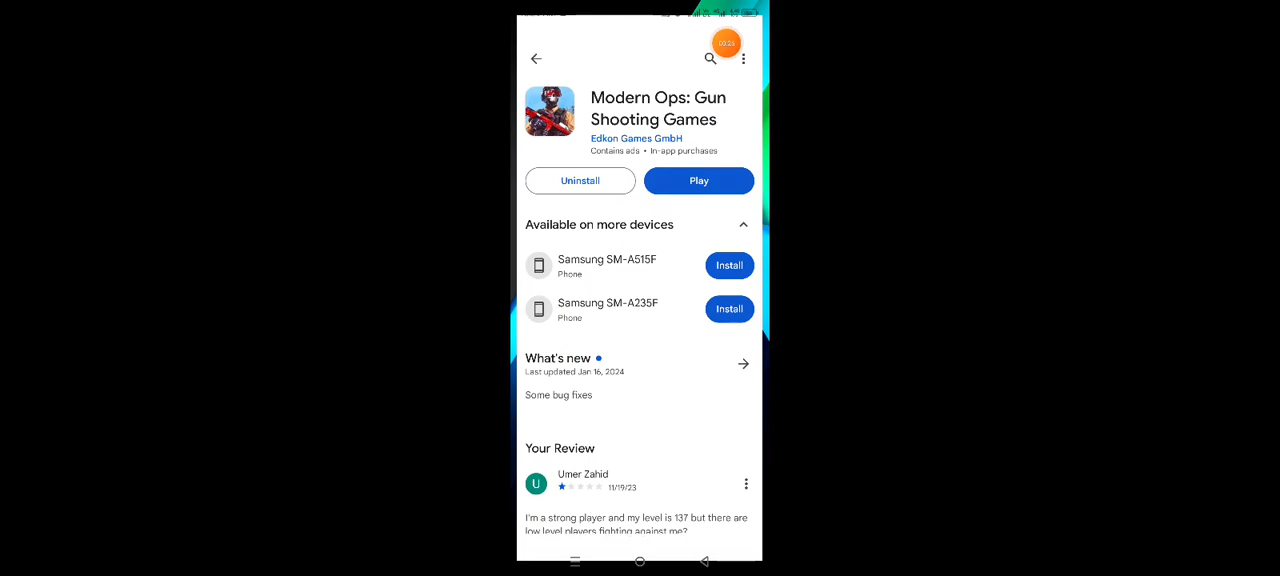 00:23
Modern Ops: Gun
Shooting Games
Edkon Games GmbH
Contains ads • In-app purchases
Uninstall
Play
Available on more devices
Samsung SM-A515F
Phone
Install
Samsung SM-A235F
Phone
Install
What's new
Last updated Jan 16, 2024
Some bug fixes
Your Review
U
Umer Zahid
11/19/23
I'm a strong player and my level is 137 but there are
low level players fighting against me?